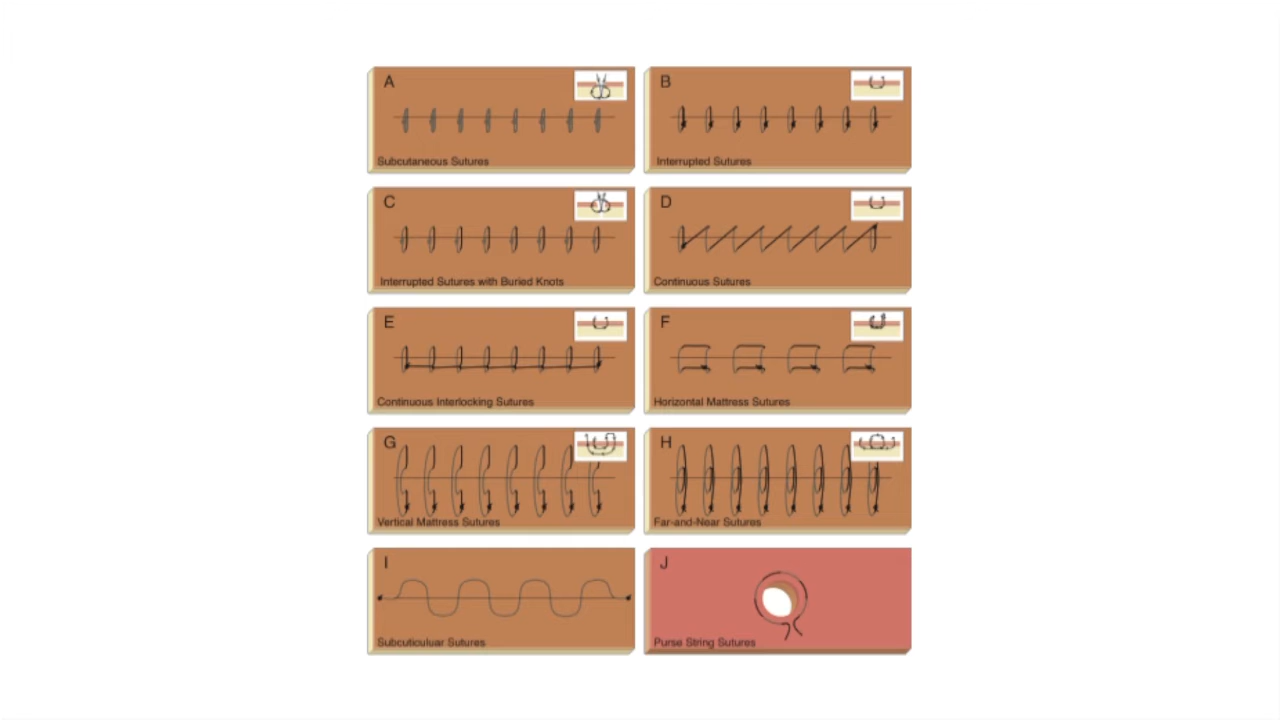 A
Subcutaneous Sutures
B
Interrupted Sutures
C
Interrupted Sutures with Buried Knots
D
Continuous Sutures
E
Continuous Interlocking Sutures
F
Horizontal Mattress Sutures
G
Vertical Mattress Sutures
H
Far-and-Near Sutures
I
Subcuticuluar Sutures
J
Purse String Sutures